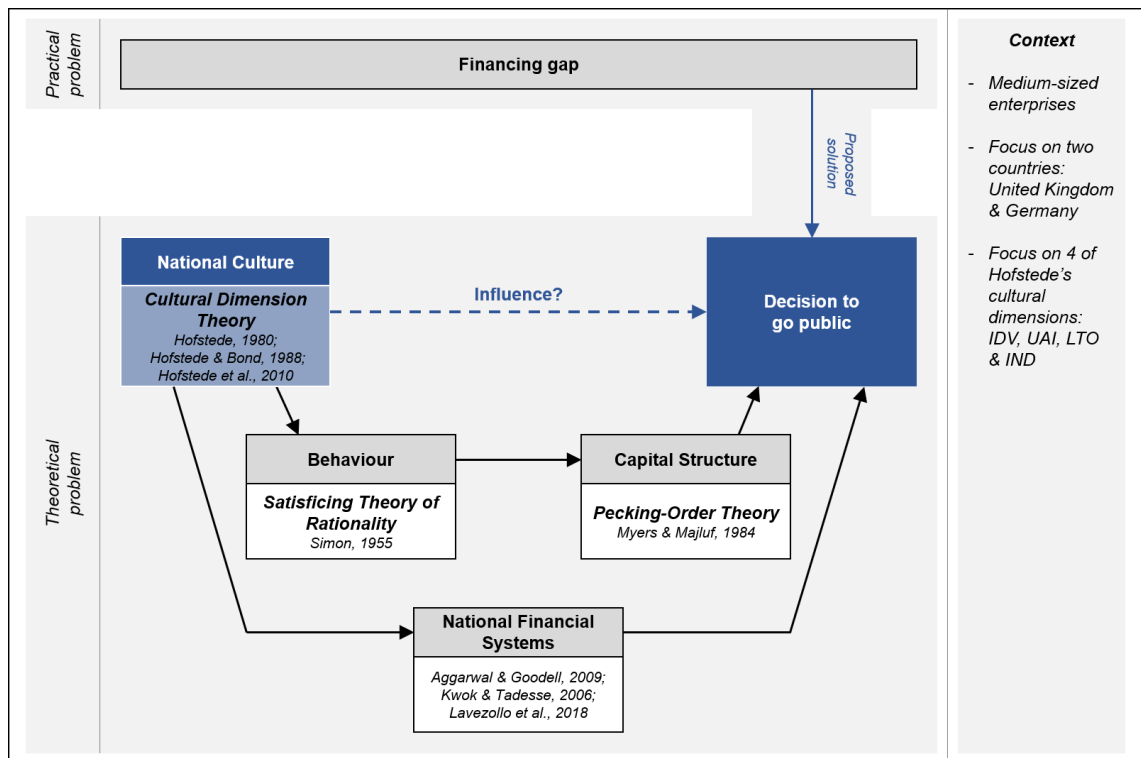 Practical
problem
Financing gap
Proposed
solution
Theoretical
problem
National Culture
Cultural Dimension
Theory
Hofstede, 1980;
Hofstede & Bond, 1988;
Hofstede et al., 2010
Influence?
Decision to
go public
Behaviour
Satisficing Theory of
Rationality
Simon, 1955
Capital Structure
Pecking-Order Theory
Myers & Majluf, 1984
National Financial
Systems
Aggarwal & Goodell, 2009;
Kwok & Tadesse, 2006;
Lavezollo et al., 2018
Context
- Medium-sized
enterprises
- Focus on two
countries:
United Kingdom
& Germany
- Focus on 4 of
Hofstede's
cultural
dimensions:
IDV, UAI, LTO
& IND